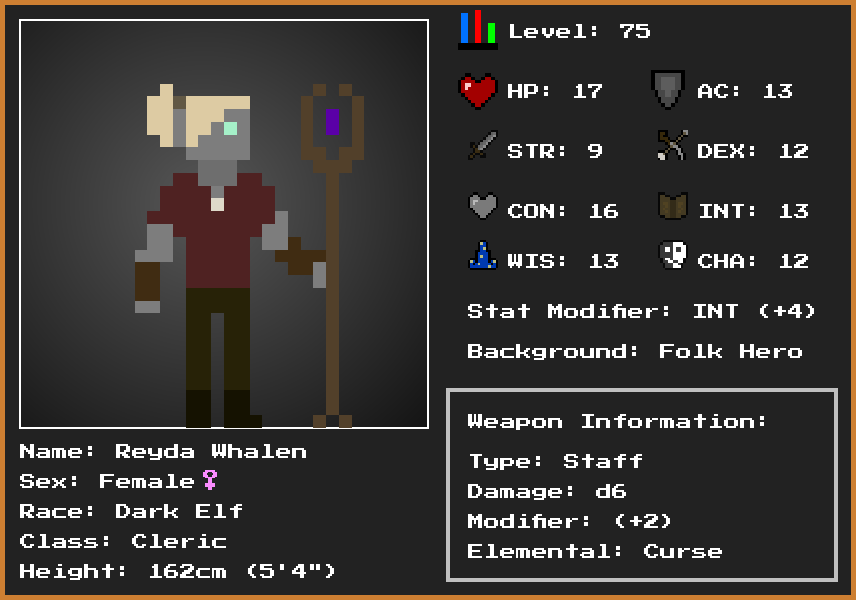 Level: 75
HP: 17 AC: 13
STR: 9 DEX: 12
CON: 16 INT: 13
WIS: 13 CHA: 12
Stat Modifier: INT (+4)
Background: Folk Hero
Weapon Information:
Type: Staff
Damage: d6
Modifier: (+2)
Elemental: Curse
Name: Reyda Whalen
Sex: Female♀
Race: Dark Elf
Class: Cleric
Height: 162cm (5'4")